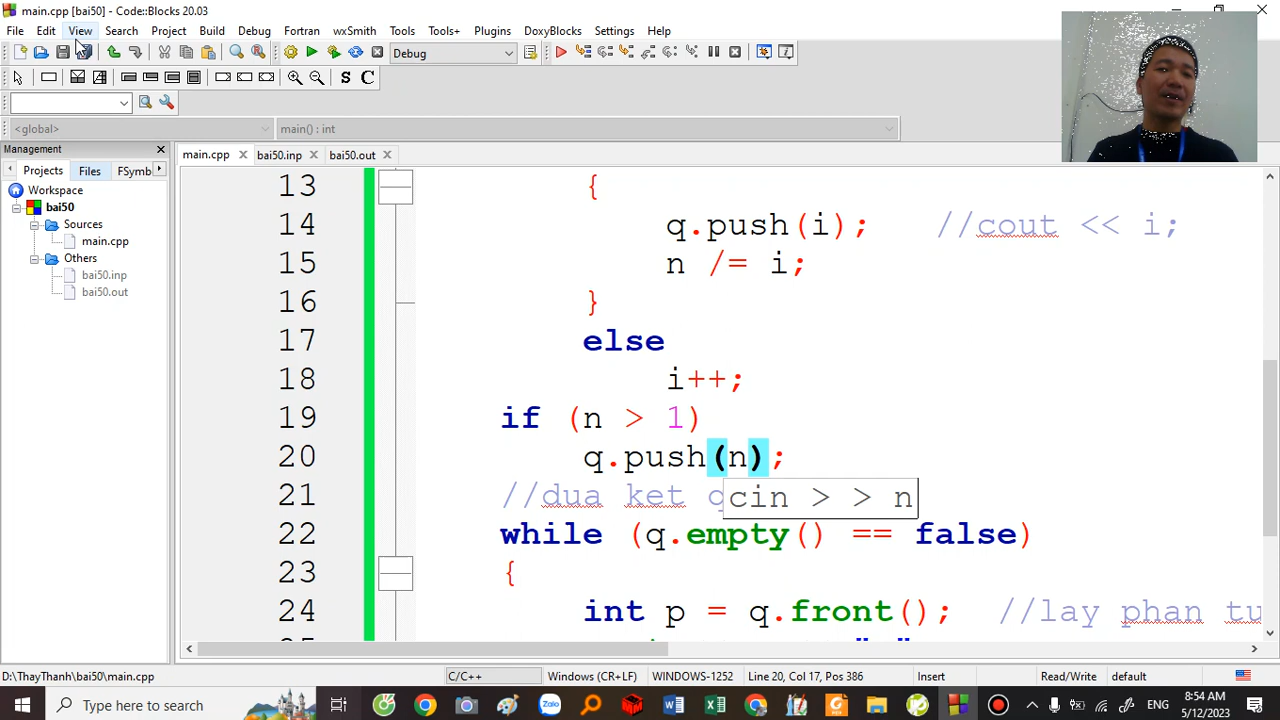 main.cpp [bai50] - Code::Blocks 20.03
File Edit View Search Project Build Debug Fortran wxSmith Tools Tools+ Plugins DoxyBlocks Settings Help
Debug
S C
<global> main() : int
Management
main.cpp bai50.inp bai50.out
Projects Files FSymb
Workspace
bai50
Sources
main.cpp
Others
bai50.inp
bai50.out
13 {
14 q.push(i); //cout << i;
15 n /= i;
16 }
17 else
18 i++;
19 if (n > 1)
20 q.push(n);
21 //dua ket q
cin > > n
22 while (q.empty() == false)
23 {
24 int p = q.front(); //lay phan tu
D:\ThayThanh\bai50\main.cpp C/C++ Windows (CR+LF) WINDOWS-1252 Line 20, Col 17, Pos 386 Insert Read/Write default
Type here to search
Zalo
ENG
8:54 AM
5/12/2023